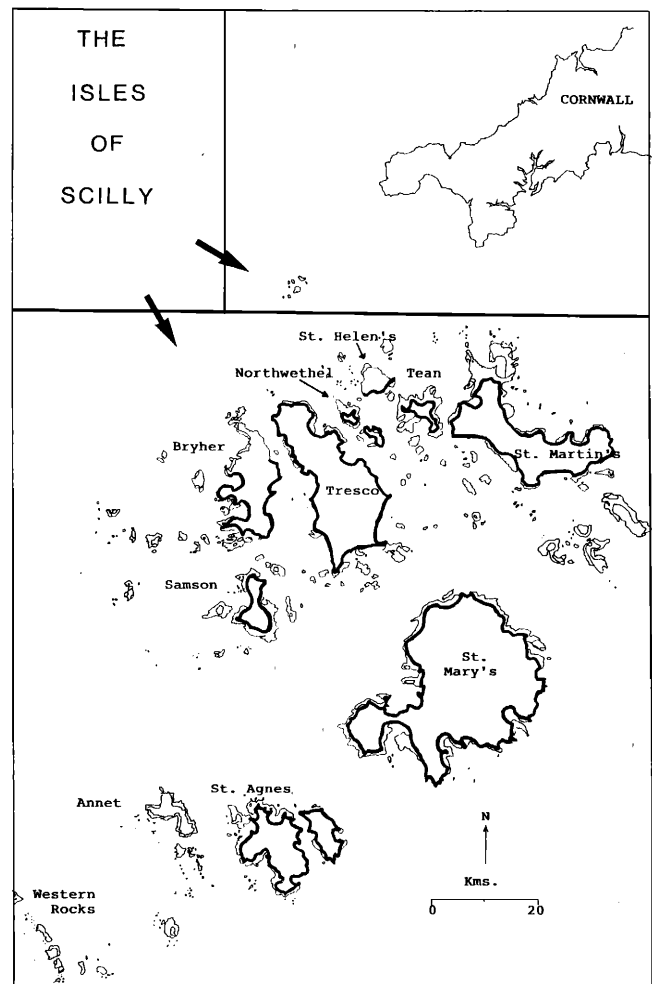 THE
ISLES
OF
SCILLY
CORNWALL
St. Helen's
Northwethel
Tean
Bryher
St. Martin's
Tresco
Samson
St.
Mary's
Annet
St. Agnes
N
Kms.
Western
Rocks
0 20